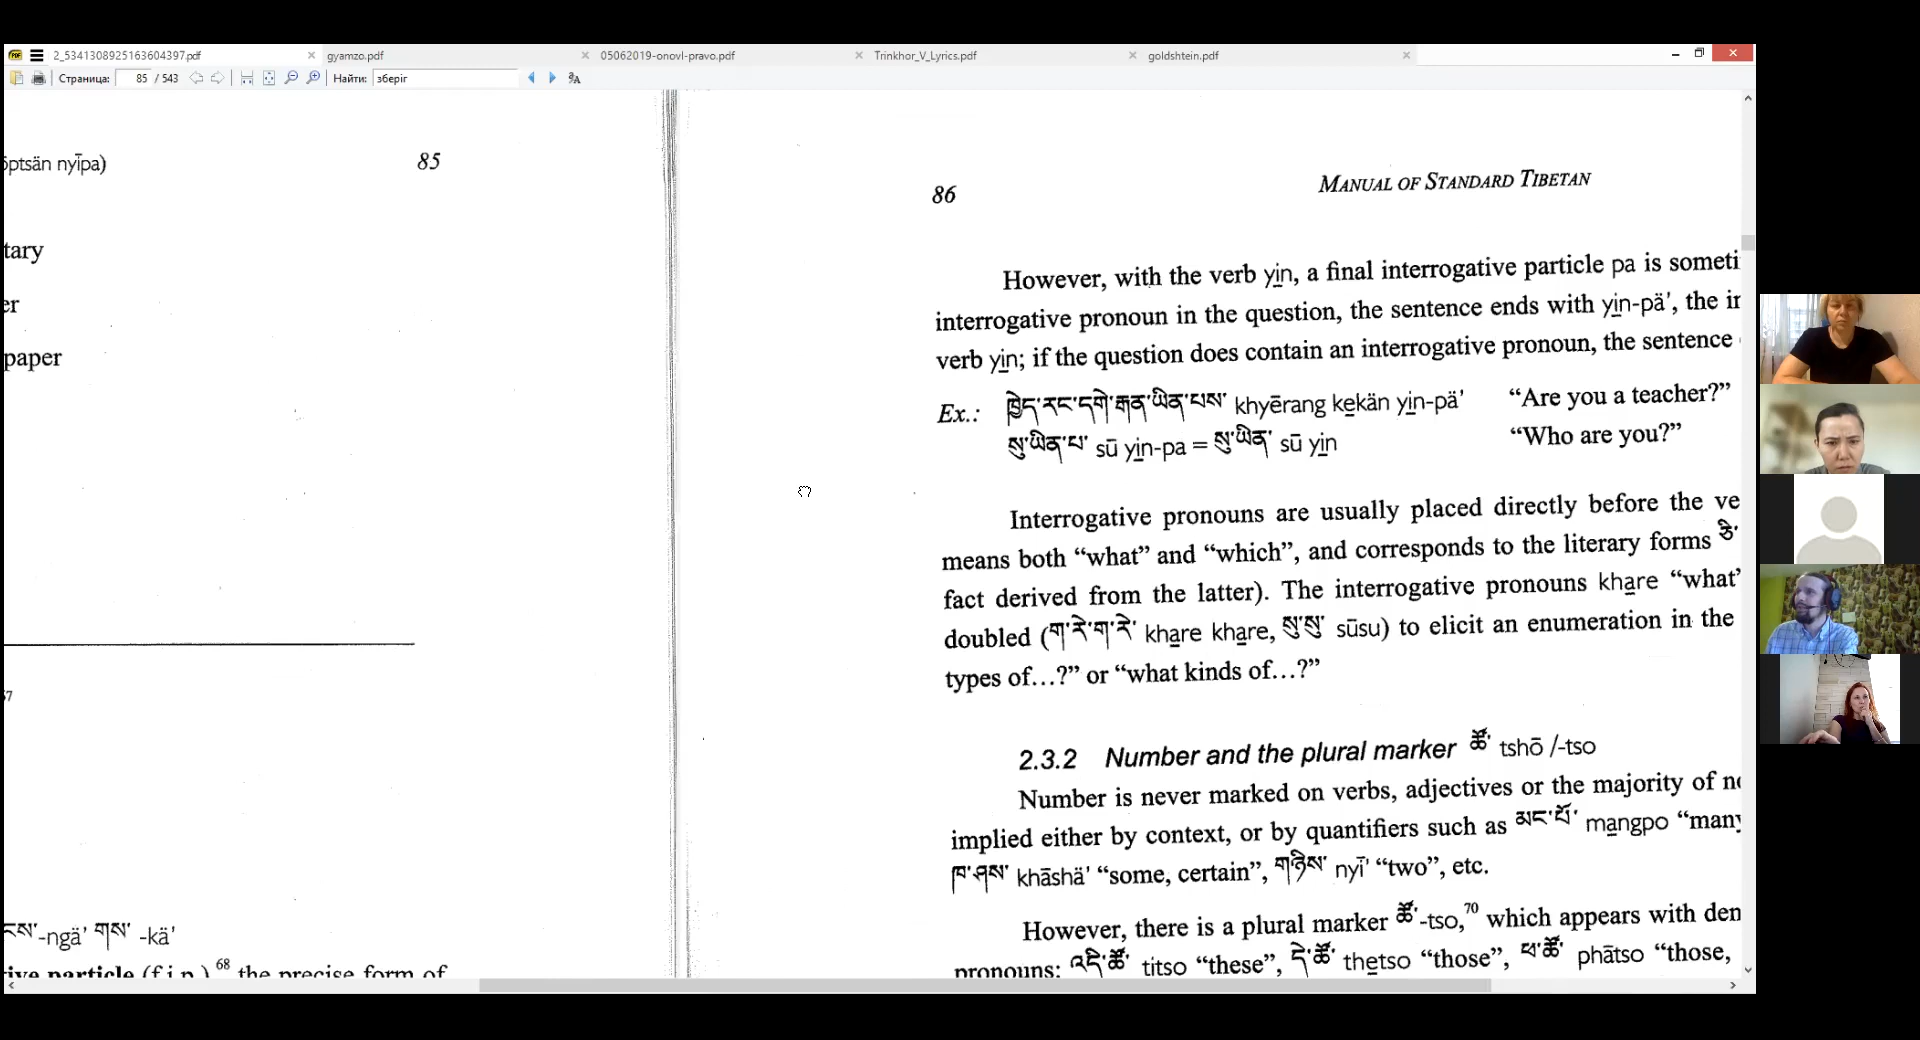 2_5341308925163604397.pdf
gyamzo.pdf
05062019-onovl-pravo.pdf
Trinkhor_V_Lyrics.pdf
goldshtein.pdf
Страница: 85 / 543 Найти: зберіг
öptsän nyīpa) 85
tary
er
paper
57
-ngä' གས་ -kä'
ive particle (f.i.p.) 68 the precise form of
86 MANUAL OF STANDARD TIBETAN
However, with the verb yin, a final interrogative particle pa is someti
interrogative pronoun in the question, the sentence ends with yin-pä', the in
verb yin; if the question does contain an interrogative pronoun, the sentence
Ex.: ཁྱེད་རང་དགེ་རྒན་ཡིན་པས་ khyērang kekän yin-pä' “Are you a teacher?”
སུ་ཡིན་པ་ sū yin-pa = སུ་ཡིན་ sū yin “Who are you?”
Interrogative pronouns are usually placed directly before the ve
means both “what” and “which”, and corresponds to the literary forms ཅི་
fact derived from the latter). The interrogative pronouns khare “what”
doubled (ག་རེ་ག་རེ་ khare khare, སུ་སུ་ sūsu) to elicit an enumeration in the
types of…?” or “what kinds of…?”
2.3.2 Number and the plural marker ཚོ་ tshō /-tso
Number is never marked on verbs, adjectives or the majority of no
implied either by context, or by quantifiers such as མང་པོ་ mangpo “many
ཁ་ཤས་ khāshä' “some, certain”, གཉིས་ nyī' “two”, etc.
However, there is a plural marker ཚོ་-tso,70 which appears with dem
pronouns: འདི་ཚོ་ titso “these”, དེ་ཚོ་ thetso “those”, ཕ་ཚོ་ phātso “those,